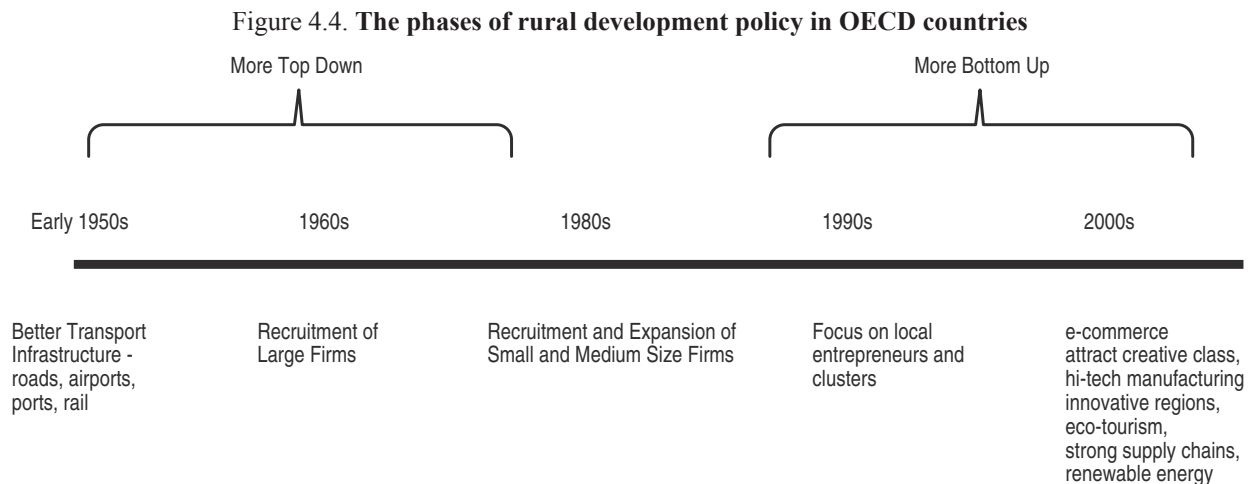 Figure 4.4. The phases of rural development policy in OECD countries
More Top Down
More Bottom Up
Early 1950s
1960s
1980s
1990s
2000s
Better Transport
Infrastructure -
roads, airports,
ports, rail
Recruitment of
Large Firms
Recruitment and Expansion of
Small and Medium Size Firms
Focus on local
entrepreneurs and
clusters
e-commerce
attract creative class,
hi-tech manufacturing
innovative regions,
eco-tourism,
strong supply chains,
renewable energy